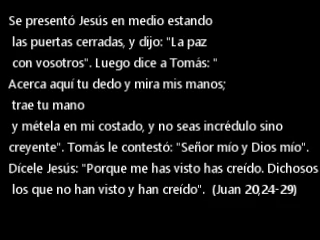 Se presentó Jesús en medio estando
las puertas cerradas, y dijo: "La paz
con vosotros". Luego dice a Tomás: "
Acerca aquí tu dedo y mira mis manos;
trae tu mano
y métela en mi costado, y no seas incrédulo sino
creyente". Tomás le contestó: "Señor mío y Dios mío".
Dícele Jesús: "Porque me has visto has creído. Dichosos
los que no han visto y han creído". (Juan 20,24-29)